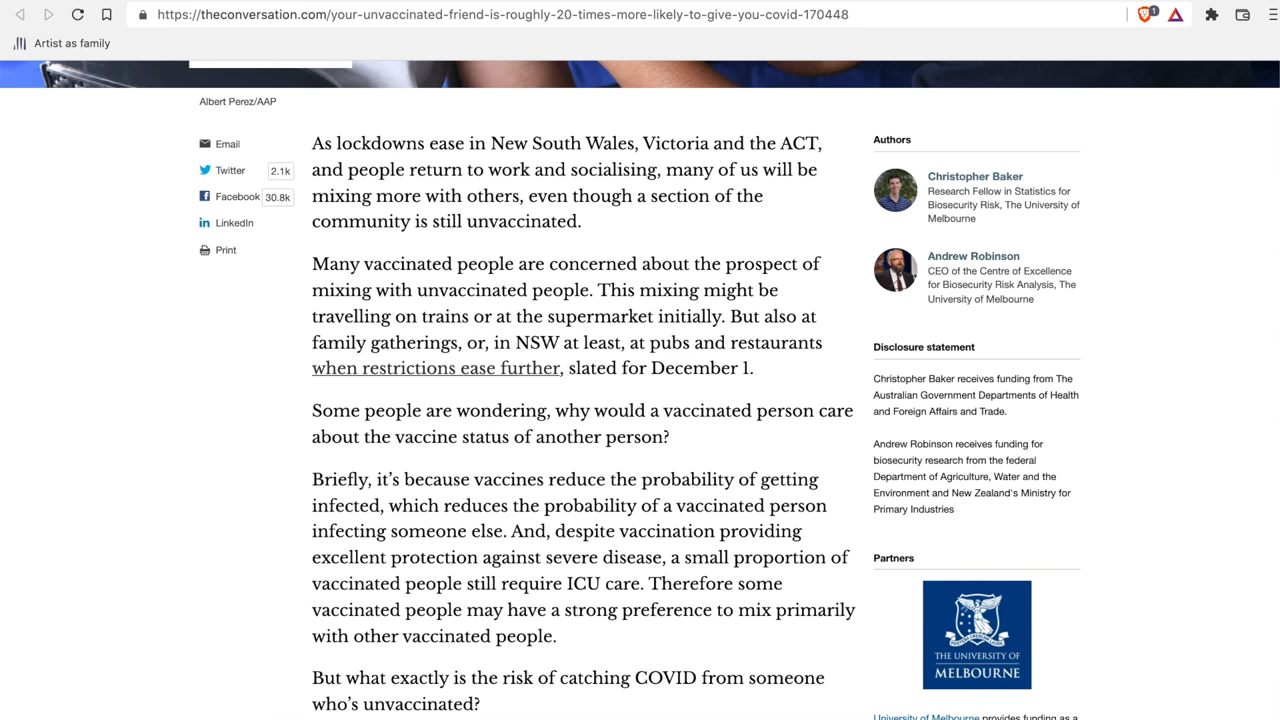 https://theconversation.com/your-unvaccinated-friend-is-roughly-20-times-more-likely-to-give-you-covid-170448
1
Artist as family
Albert Perez/AAP
Email
Twitter 2.1k
Facebook 30.8k
LinkedIn
Print
As lockdowns ease in New South Wales, Victoria and the ACT,
and people return to work and socialising, many of us will be
mixing more with others, even though a section of the
community is still unvaccinated.
Many vaccinated people are concerned about the prospect of
mixing with unvaccinated people. This mixing might be
travelling on trains or at the supermarket initially. But also at
family gatherings, or, in NSW at least, at pubs and restaurants
when restrictions ease further, slated for December 1.
Some people are wondering, why would a vaccinated person care
about the vaccine status of another person?
Briefly, it's because vaccines reduce the probability of getting
infected, which reduces the probability of a vaccinated person
infecting someone else. And, despite vaccination providing
excellent protection against severe disease, a small proportion of
vaccinated people still require ICU care. Therefore some
vaccinated people may have a strong preference to mix primarily
with other vaccinated people.
But what exactly is the risk of catching COVID from someone
who's unvaccinated?
Authors
Christopher Baker
Research Fellow in Statistics for
Biosecurity Risk, The University of
Melbourne
Andrew Robinson
CEO of the Centre of Excellence
for Biosecurity Risk Analysis, The
University of Melbourne
Disclosure statement
Christopher Baker receives funding from The
Australian Government Departments of Health
and Foreign Affairs and Trade.
Andrew Robinson receives funding for
biosecurity research from the federal
Department of Agriculture, Water and the
Environment and New Zealand's Ministry for
Primary Industries
Partners
THE UNIVERSITY OF
MELBOURNE
University of Melbourne provides funding as a